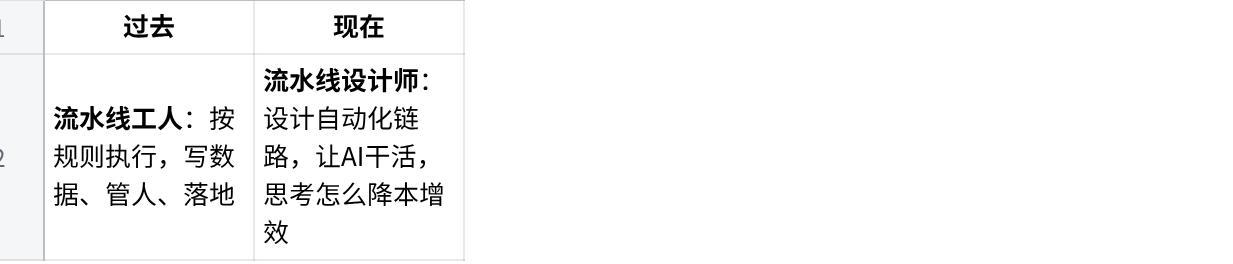 1
过去
现在
2
流水线工人：按
规则执行，写数
据、管人、落地
流水线设计师：
设计自动化链
路，让AI干活，
思考怎么降本增
效